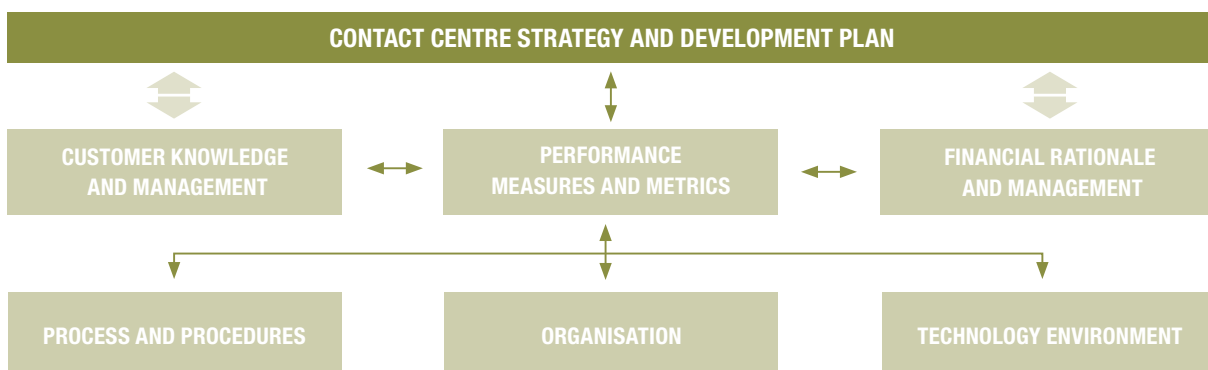 CONTACT CENTRE STRATEGY AND DEVELOPMENT PLAN
CUSTOMER KNOWLEDGE
AND MANAGEMENT
PERFORMANCE
MEASURES AND METRICS
FINANCIAL RATIONALE
AND MANAGEMENT
PROCESS AND PROCEDURES
ORGANISATION
TECHNOLOGY ENVIRONMENT